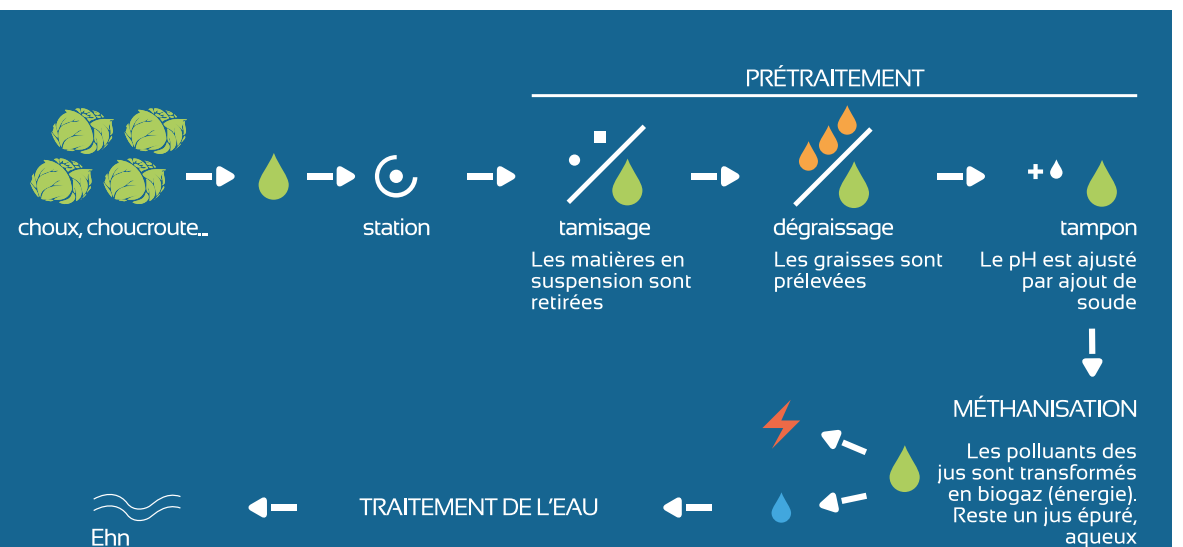 PRÉTRAITEMENT
choux, choucroute...
station
tamisage
Les matières en
suspension sont
retirées
dégraissage
Les graisses sont
prélevées
+
tampon
Le pH est ajusté
par ajout de
soude
MÉTHANISATION
Les polluants des
jus sont transformés
en biogaz (énergie).
Reste un jus épuré,
aqueux
TRAITEMENT DE L'EAU
Ehn